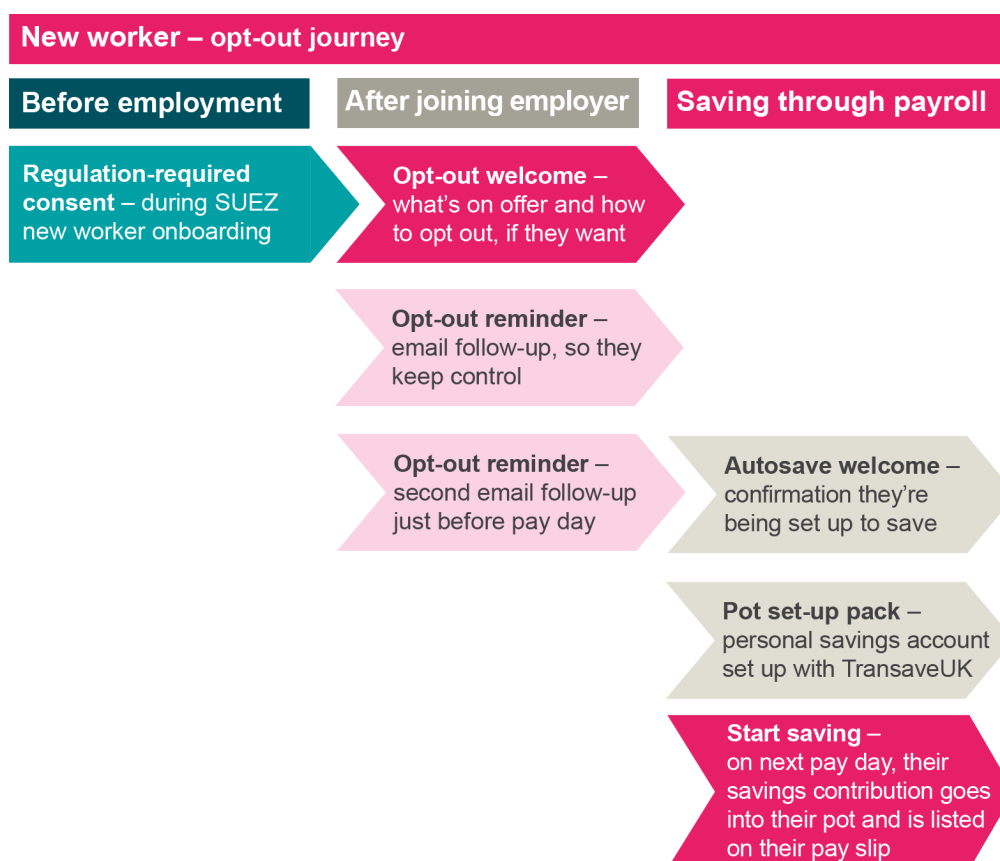 New worker – opt-out journey
Before employment
After joining employer
Saving through payroll
Regulation-required
consent – during SUEZ
new worker onboarding
Opt-out welcome –
what's on offer and how
to opt out, if they want
Opt-out reminder –
email follow-up, so they
keep control
Opt-out reminder –
second email follow-up
just before pay day
Autosave welcome –
confirmation they're
being set up to save
Pot set-up pack –
personal savings account
set up with TransaveUK
Start saving –
on next pay day, their
savings contribution goes
into their pot and is listed
on their pay slip